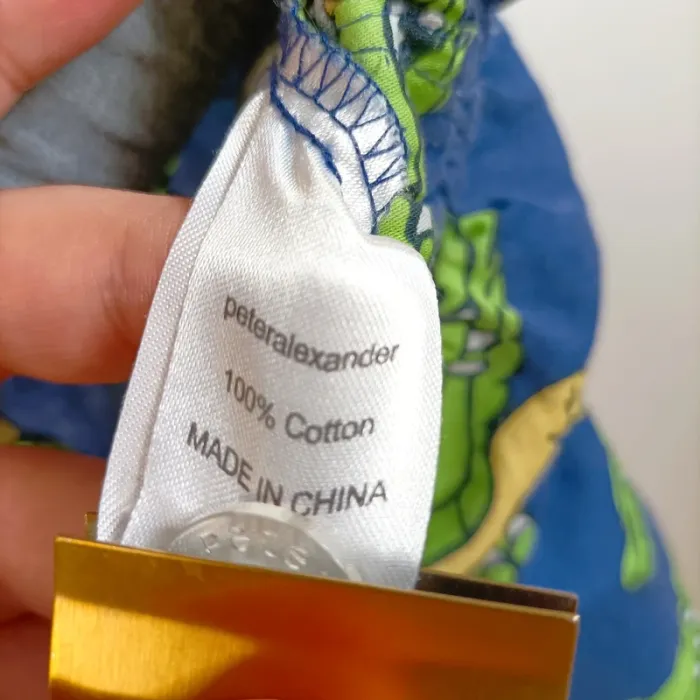 peteralexander
100% Cotton
MADE IN CHINA